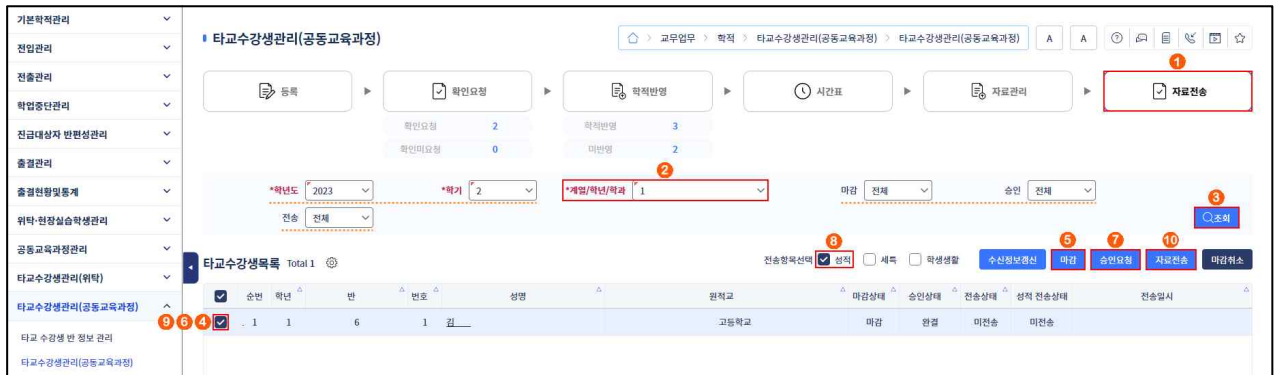 기본학적관리
전입관리
전출관리
학업중단관리
진급대상자 반편성관리
출결관리
출결현황및통계
위탁·현장실습학생관리
공동교육과정관리
타교수강생관리(위탁)
타교수강생관리(공동교육과정)
타교 수강생 반 정보 관리
타교수강생관리(공동교육과정)
타교수강생관리(공동교육과정)
교무업무 > 학적 > 타교수강생관리(공동교육과정) > 타교수강생관리(공동교육과정) A A
1
등록 ▶ 확인요청 ▶ 학적반영 ▶ 시간표 ▶ 자료관리 ▶ 자료전송
확인요청 2 학적반영 3
확인미요청 0 미반영 2
2
*학년도 2023 *학기 2 *계열/학년/학과 1 마감 전체 승인 전체
3
전송 전체 조회
8 5 7 10
타교수강생목록 Total 1 전송항목선택 성적 세특 학생생활 수신정보갱신 마감 승인요청 자료전송 마감취소
순번 학년 반 번호 성명 원적교 마감상태 승인상태 전송상태 성적 전송상태 전송일시
9 6 4 1 1 6 1 김 고등학교 마감 완결 미전송 미전송